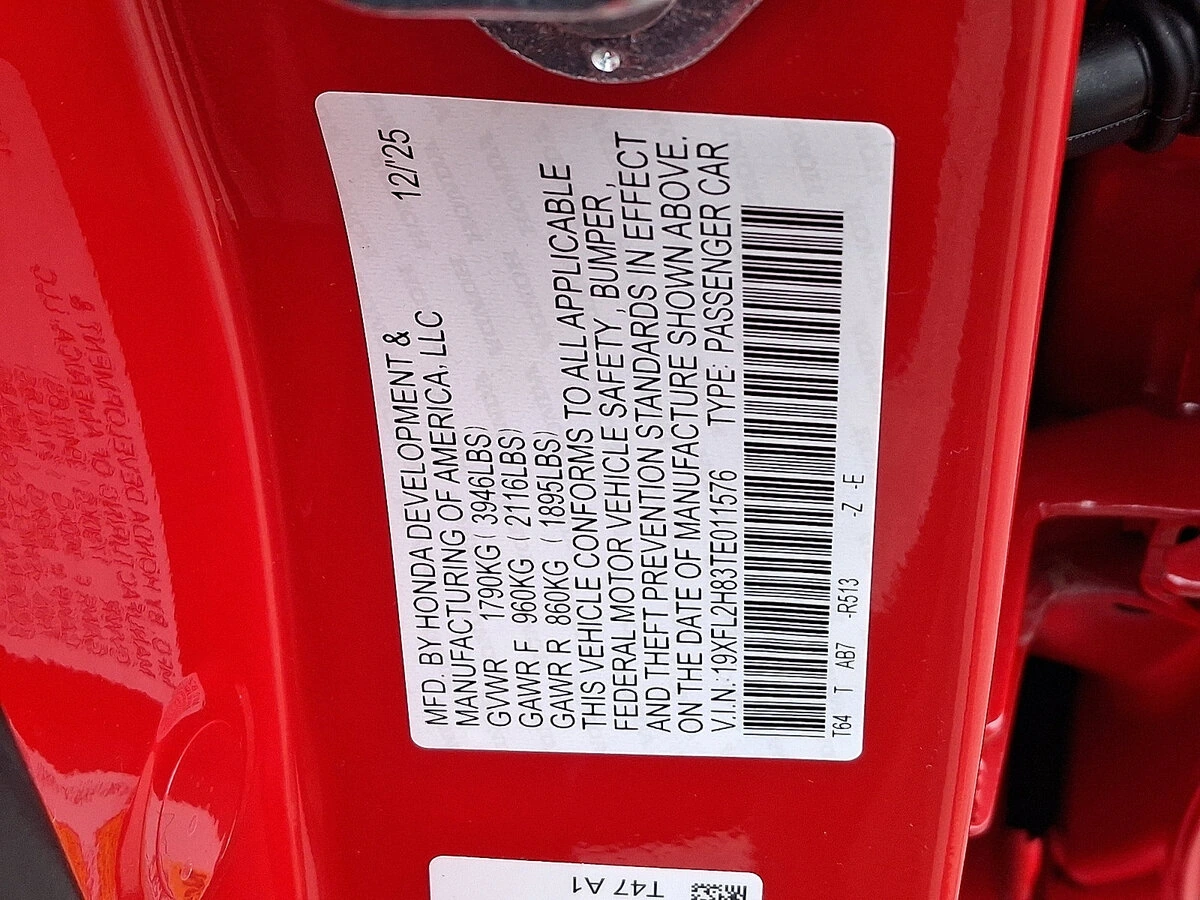 MFD. BY HONDA DEVELOPMENT & 12/'25
MANUFACTURING OF AMERICA, LLC
GVWR 1790KG ( 3946LBS)
GAWR F 960KG ( 2116LBS)
GAWR R 860KG ( 1895LBS)
THIS VEHICLE CONFORMS TO ALL APPLICABLE
FEDERAL MOTOR VEHICLE SAFETY , BUMPER ,
AND THEFT PREVENTION STANDARDS IN EFFECT
ON THE DATE OF MANUFACTURE SHOWN ABOVE.
V.I.N.: 19XFL2H83TE011576 TYPE: PASSENGER CAR
T64 T AB7 -R513 -Z -E
T47 A1